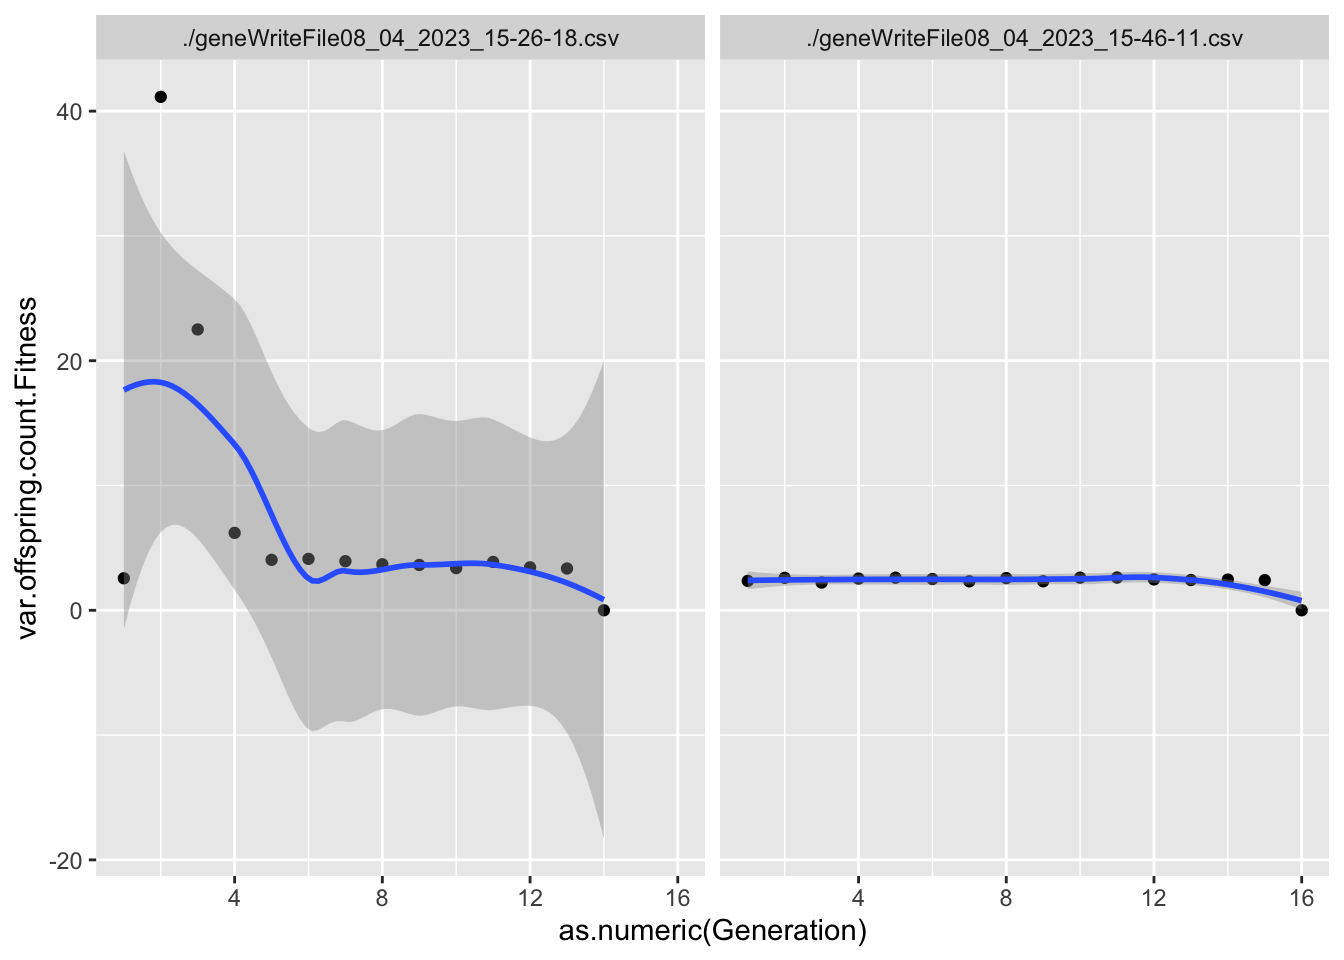 ./geneWriteFile08_04_2023_15-26-18.csv
./geneWriteFile08_04_2023_15-46-11.csv
40
20
0
-20
var.offspring.count.Fitness
4 8 12 16
4 8 12 16
as.numeric(Generation)